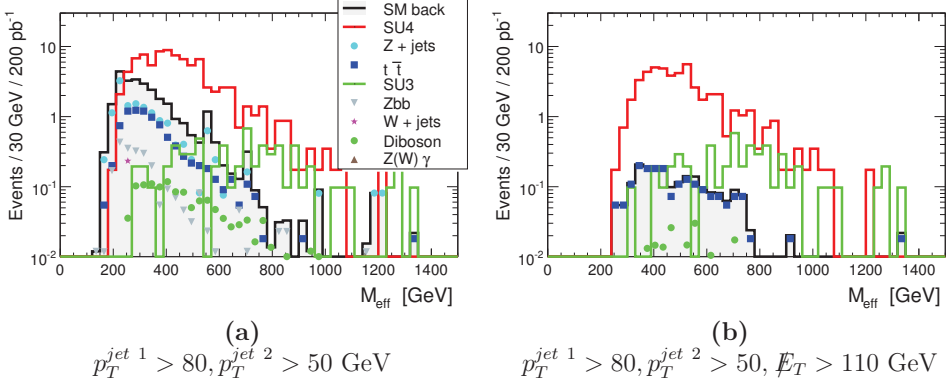 Events / 30 GeV / 200 pb⁻¹
10
1
10⁻¹
10⁻²
0 200 400 600 800 1000 1200 1400
M_eff [GeV]
SM back
SU4
Z + jets
t t̅
SU3
Zbb
W + jets
Diboson
Z(W) γ
(a)
p_T^{jet 1} > 80, p_T^{jet 2} > 50 GeV
Events / 30 GeV / 200 pb⁻¹
10
1
10⁻¹
10⁻²
0 200 400 600 800 1000 1200 1400
M_eff [GeV]
(b)
p_T^{jet 1} > 80, p_T^{jet 2} > 50, E̸_T > 110 GeV